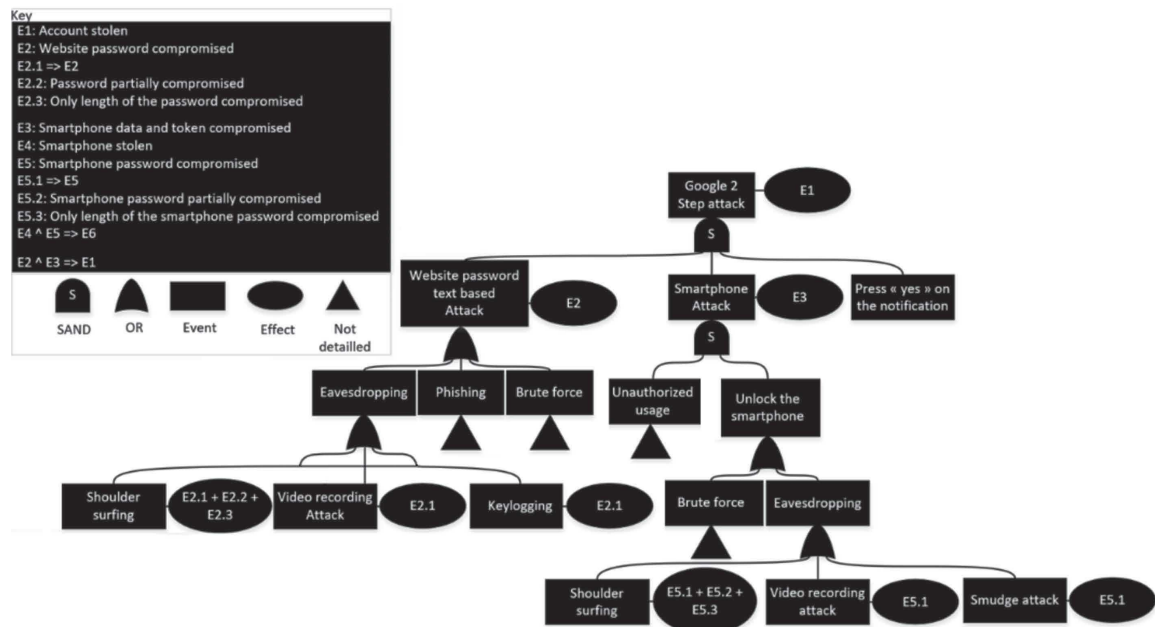 Key
E1: Account stolen
E2: Website password compromised
E2.1 => E2
E2.2: Password partially compromised
E2.3: Only length of the password compromised
E3: Smartphone data and token compromised
E4: Smartphone stolen
E5: Smartphone password compromised
E5.1 => E5
E5.2: Smartphone password partially compromised
E5.3: Only length of the smartphone password compromised
E4 ^ E5 => E6
E2 ^ E3 => E1
S
SAND
OR
Event
Effect
Not
detailled
Google 2
Step attack
E1
S
Website password
text based
Attack
E2
Smartphone
Attack
E3
Press « yes » on
the notification
S
Eavesdropping
Phishing
Brute force
Unauthorized
usage
Unlock the
smartphone
Shoulder
surfing
E2.1 + E2.2 +
E2.3
Video recording
Attack
E2.1
Keylogging
E2.1
Brute force
Eavesdropping
Shoulder
surfing
E5.1 + E5.2 +
E5.3
Video recording
attack
E5.1
Smudge attack
E5.1